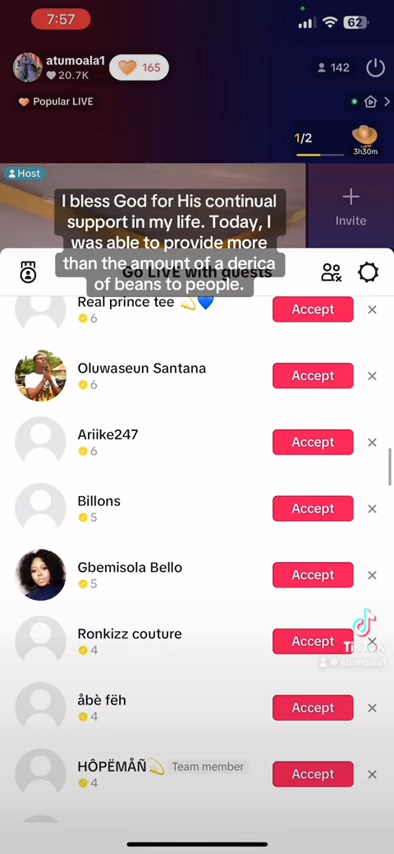 7:57
62
atumoala1
20.7K
165
142
Popular LIVE
1/2
3h30m
Host
Invite
I bless God for His continual
support in my life. Today, I
was able to provide more
than the amount of a derica
of beans to people.
Go LIVE with guests
Real prince tee
6
Accept
Oluwaseun Santana
6
Accept
Ariike247
6
Accept
Billons
5
Accept
Gbemisola Bello
5
Accept
Ronkizz couture
4
Accept
TikTok
@atumoala1
åbè fëh
4
Accept
HÔPËMÅÑ Team member
4
Accept